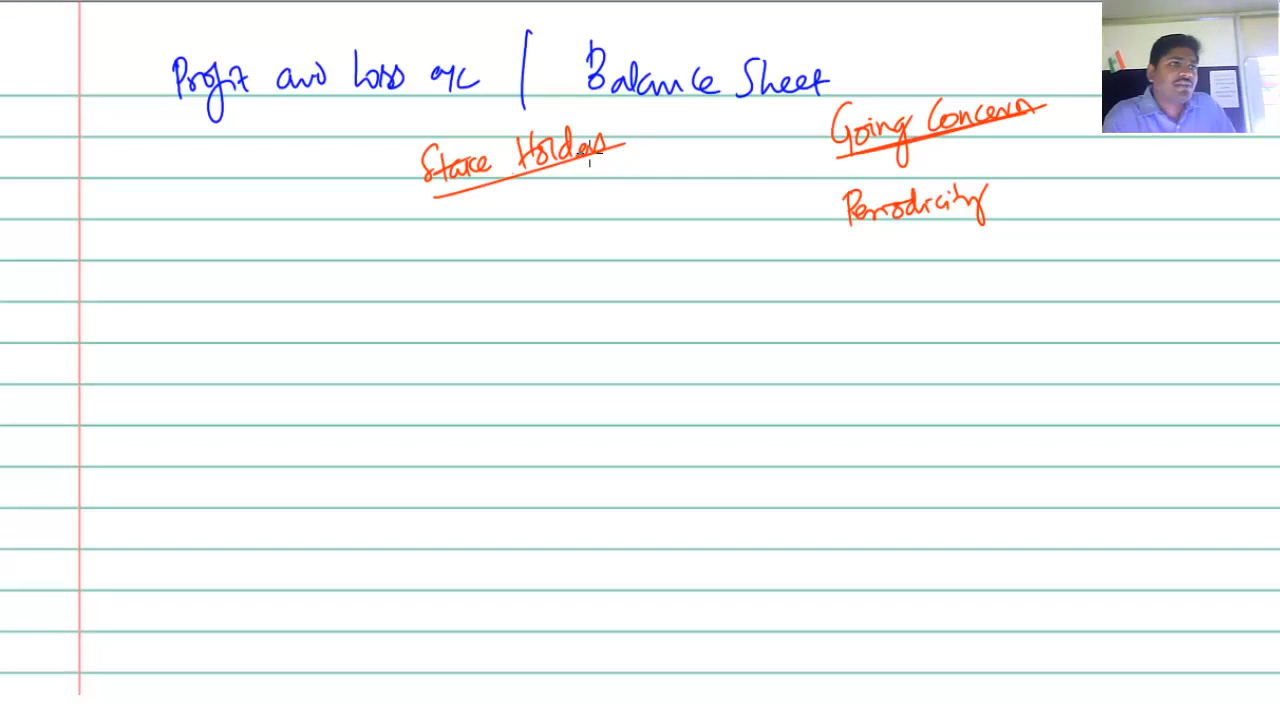 Profit and Loss a/c | Balance Sheet
Going Concern
Stake Holders
Periodicity